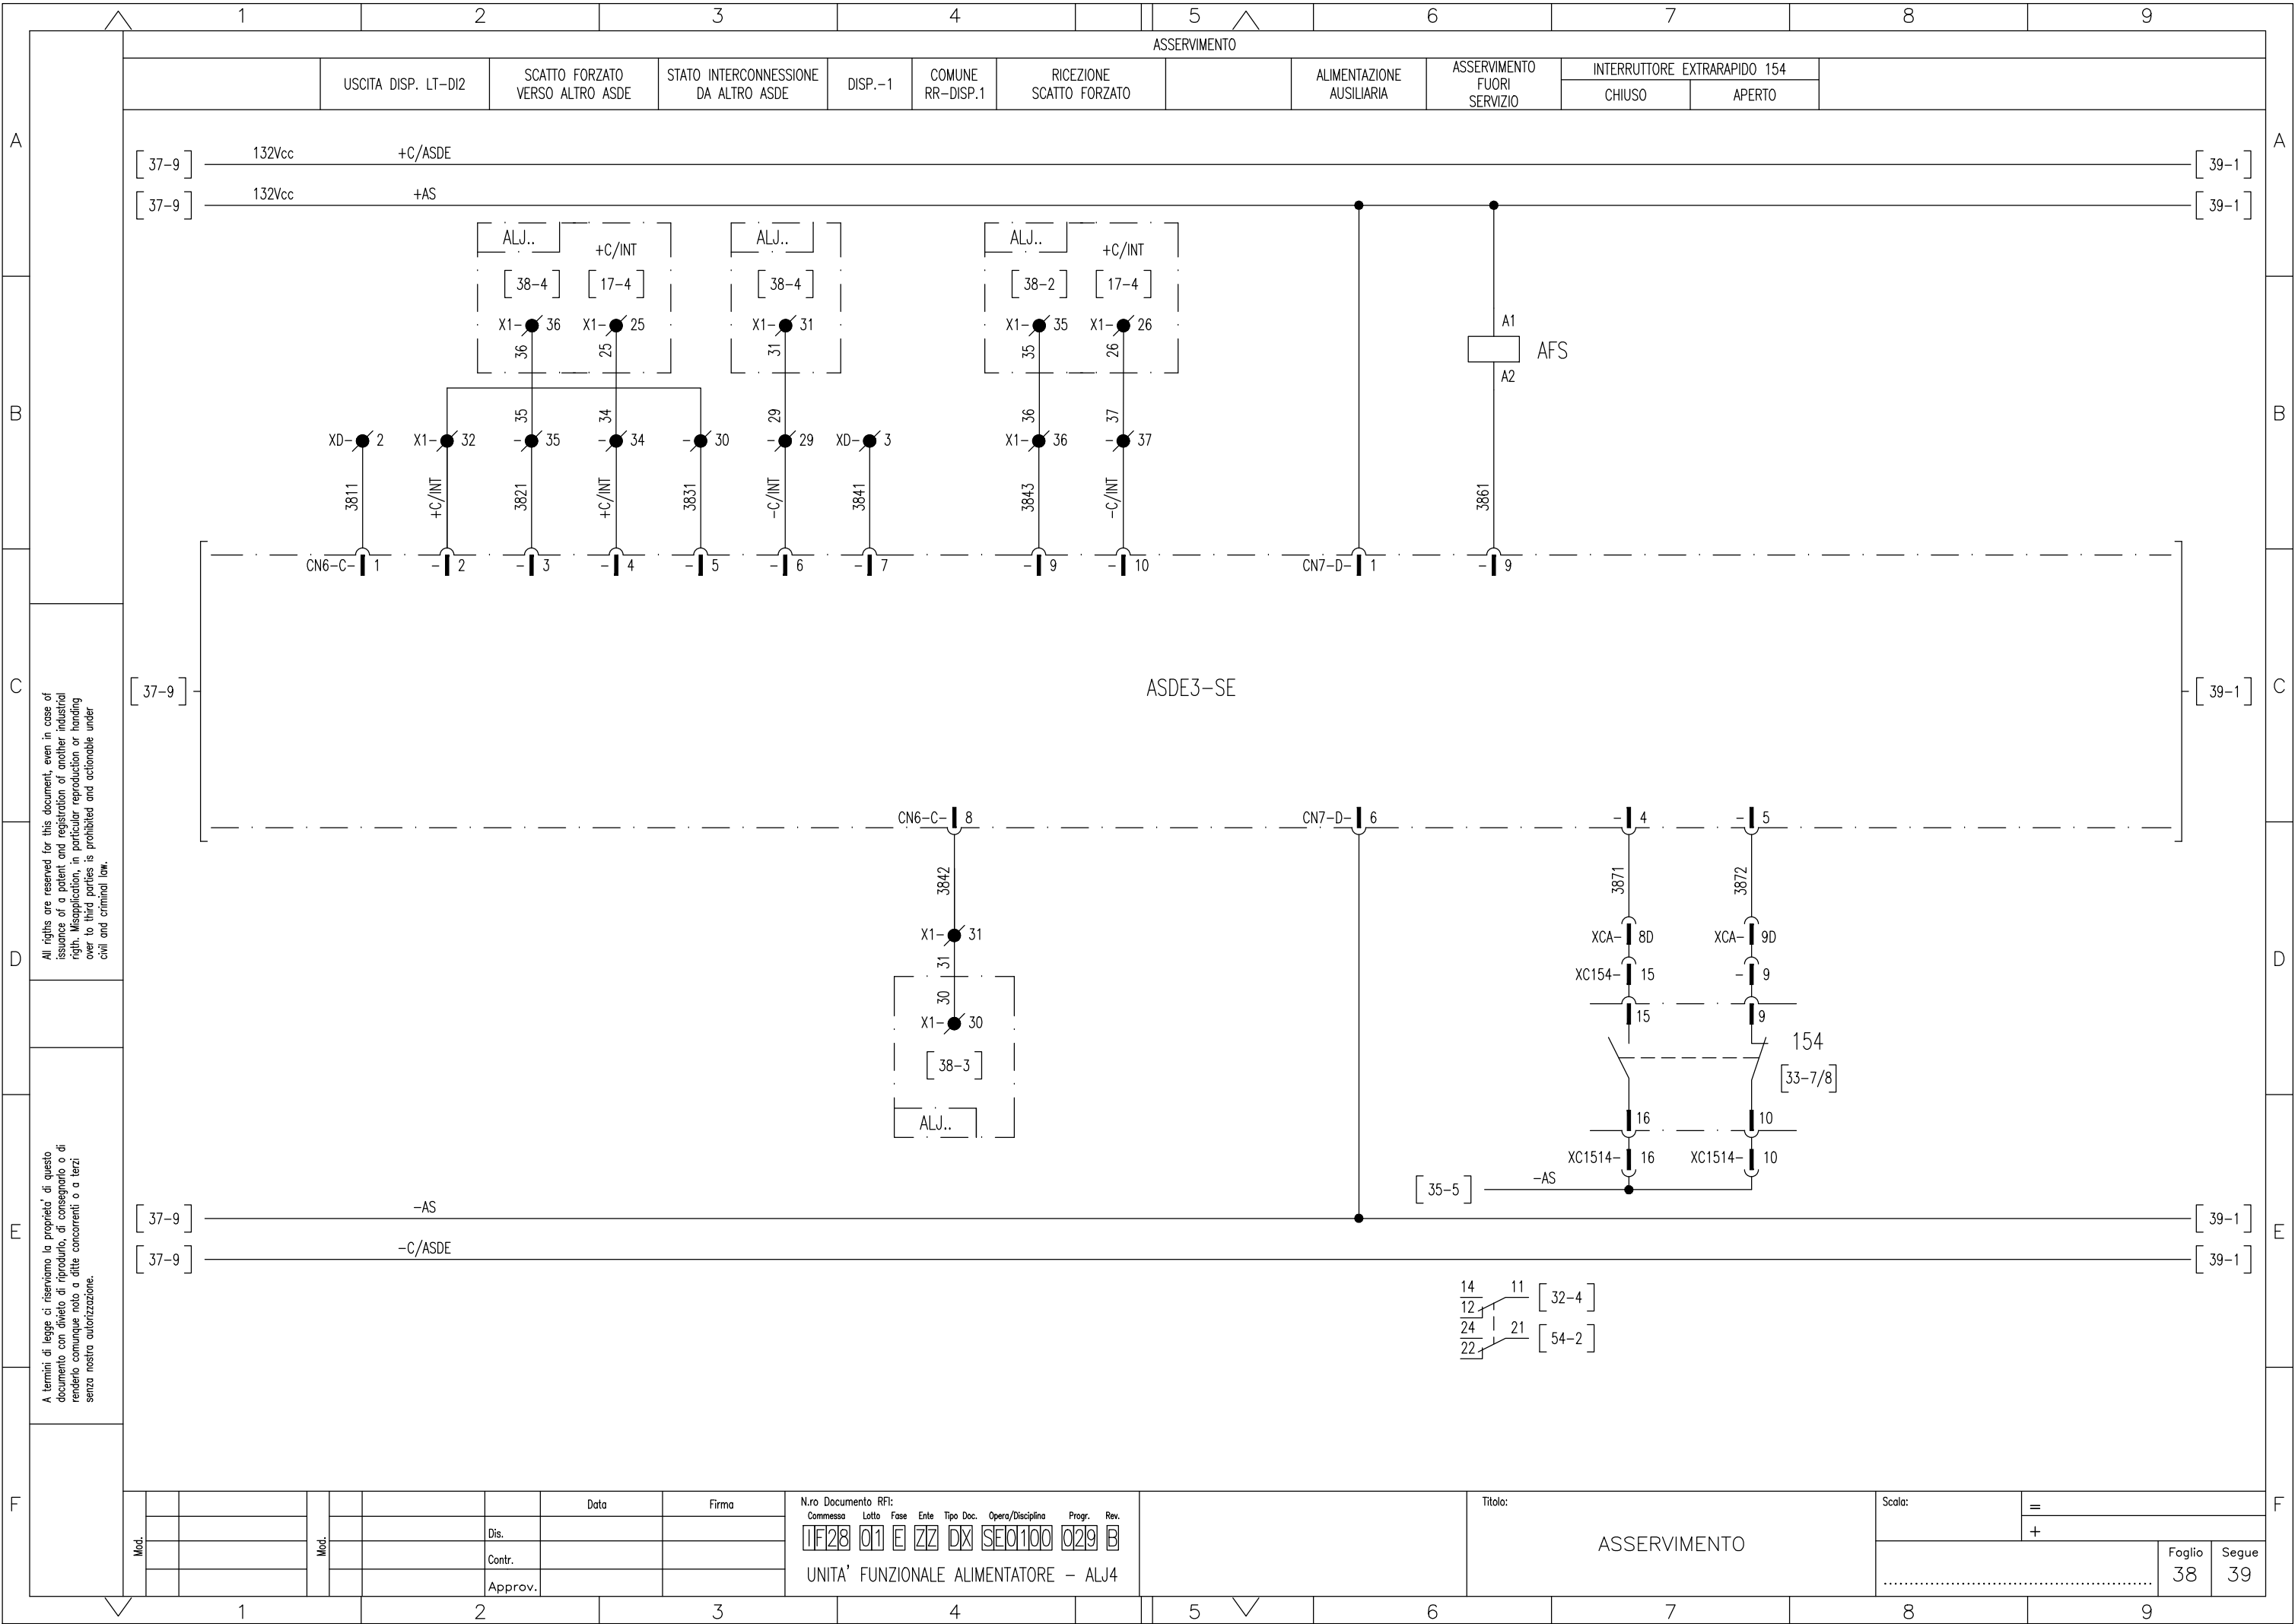 1 2 3 4 5 6 7 8 9
ASSERVIMENTO
USCITA DISP. LT-DI2
SCATTO FORZATO
VERSO ALTRO ASDE
STATO INTERCONNESSIONE
DA ALTRO ASDE
DISP.-1
COMUNE
RR-DISP.1
RICEZIONE
SCATTO FORZATO
ALIMENTAZIONE
AUSILIARIA
ASSERVIMENTO
FUORI
SERVIZIO
INTERRUTTORE EXTRARAPIDO 154
CHIUSO APERTO
A A
37-9 132Vcc +C/ASDE 39-1
37-9 132Vcc +AS 39-1
ALJ.. +C/INT ALJ.. ALJ.. +C/INT
38-4 17-4 38-4 38-2 17-4
X1- 36 X1- 25 X1- 31 X1- 35 X1- 26
36 25 31 35 26
A1
AFS
A2
B B
35 34 29 36 37
XD- 2 X1- 32 - 35 - 34 - 30 - 29 XD- 3 X1- 36 - 37
3811 +C/INT 3821 +C/INT 3831 -C/INT 3841 3843 -C/INT 3861
CN6-C- 1 - 2 - 3 - 4 - 5 - 6 - 7 - 9 - 10 CN7-D- 1 - 9
C C
37-9 ASDE3-SE 39-1
CN6-C- 8 CN7-D- 6 - 4 - 5
3842 3871 3872
D D
X1- 31 XCA- 8D XCA- 9D
31 XC154- 15 - 9
30 15 9
X1- 30 154
38-3 33-7/8
ALJ.. 16 10
XC1514- 16 XC1514- 10
35-5 -AS
E E
37-9 -AS 39-1
37-9 -C/ASDE 39-1
14 11 32-4
12
24 21 54-2
22
F F
All rigths are reserved for this document, even in case of
issuance of a patent and registration of another industrial
rigth. Misapplication, in particular reproduction or handing
over to third parties is prohibited and actionable under
civil and criminal law.
A termini di legge ci riserviamo la proprieta' di questo
documento con divieto di riprodurlo, di consegnarlo o di
renderlo comunque noto a ditte concorrenti o a terzi
senza nostra autorizzazione.
Mod. Mod.
Data Firma
Dis.
Contr.
Approv.
N.ro Documento RFI:
Commessa Lotto Fase Ente Tipo Doc. Opera/Disciplina Progr. Rev.
IF28 01 E ZZ DX SE0100 029 B
UNITA' FUNZIONALE ALIMENTATORE - ALJ4
Titolo:
ASSERVIMENTO
Scala:
=
+
Foglio Segue
38 39
1 2 3 4 5 6 7 8 9